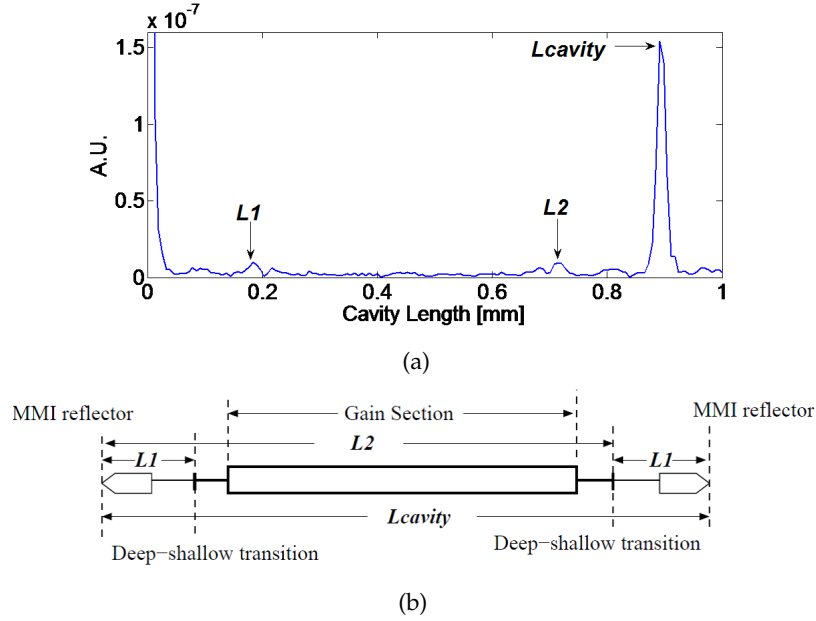 x 10⁻⁷
1.5
1
0.5
0
A.U.
Lcavity
L1
L2
0 0.2 0.4 0.6 0.8 1
Cavity Length [mm]
(a)
MMI reflector
Gain Section
MMI reflector
L2
L1
L1
Lcavity
Deep−shallow transition
Deep−shallow transition
(b)